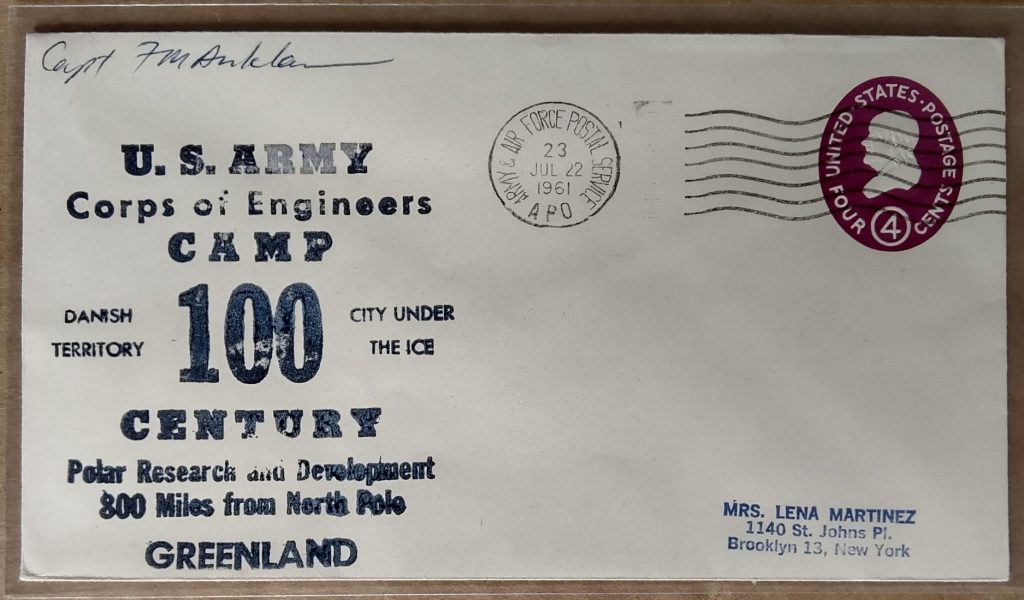 Capt F M
U. S. ARMY
Corps of Engineers
CAMP
100
DANISH
TERRITORY
CITY UNDER
THE ICE
CENTURY
Polar Research and Development
800 Miles from North Pole
GREENLAND
ARMY & AIR FORCE POSTAL SERVICE
23
JUL 22
1961
APO
UNITED STATES · POSTAGE
FOUR 4 CENTS
MRS. LENA MARTINEZ
1140 St. Johns Pl.
Brooklyn 13, New York